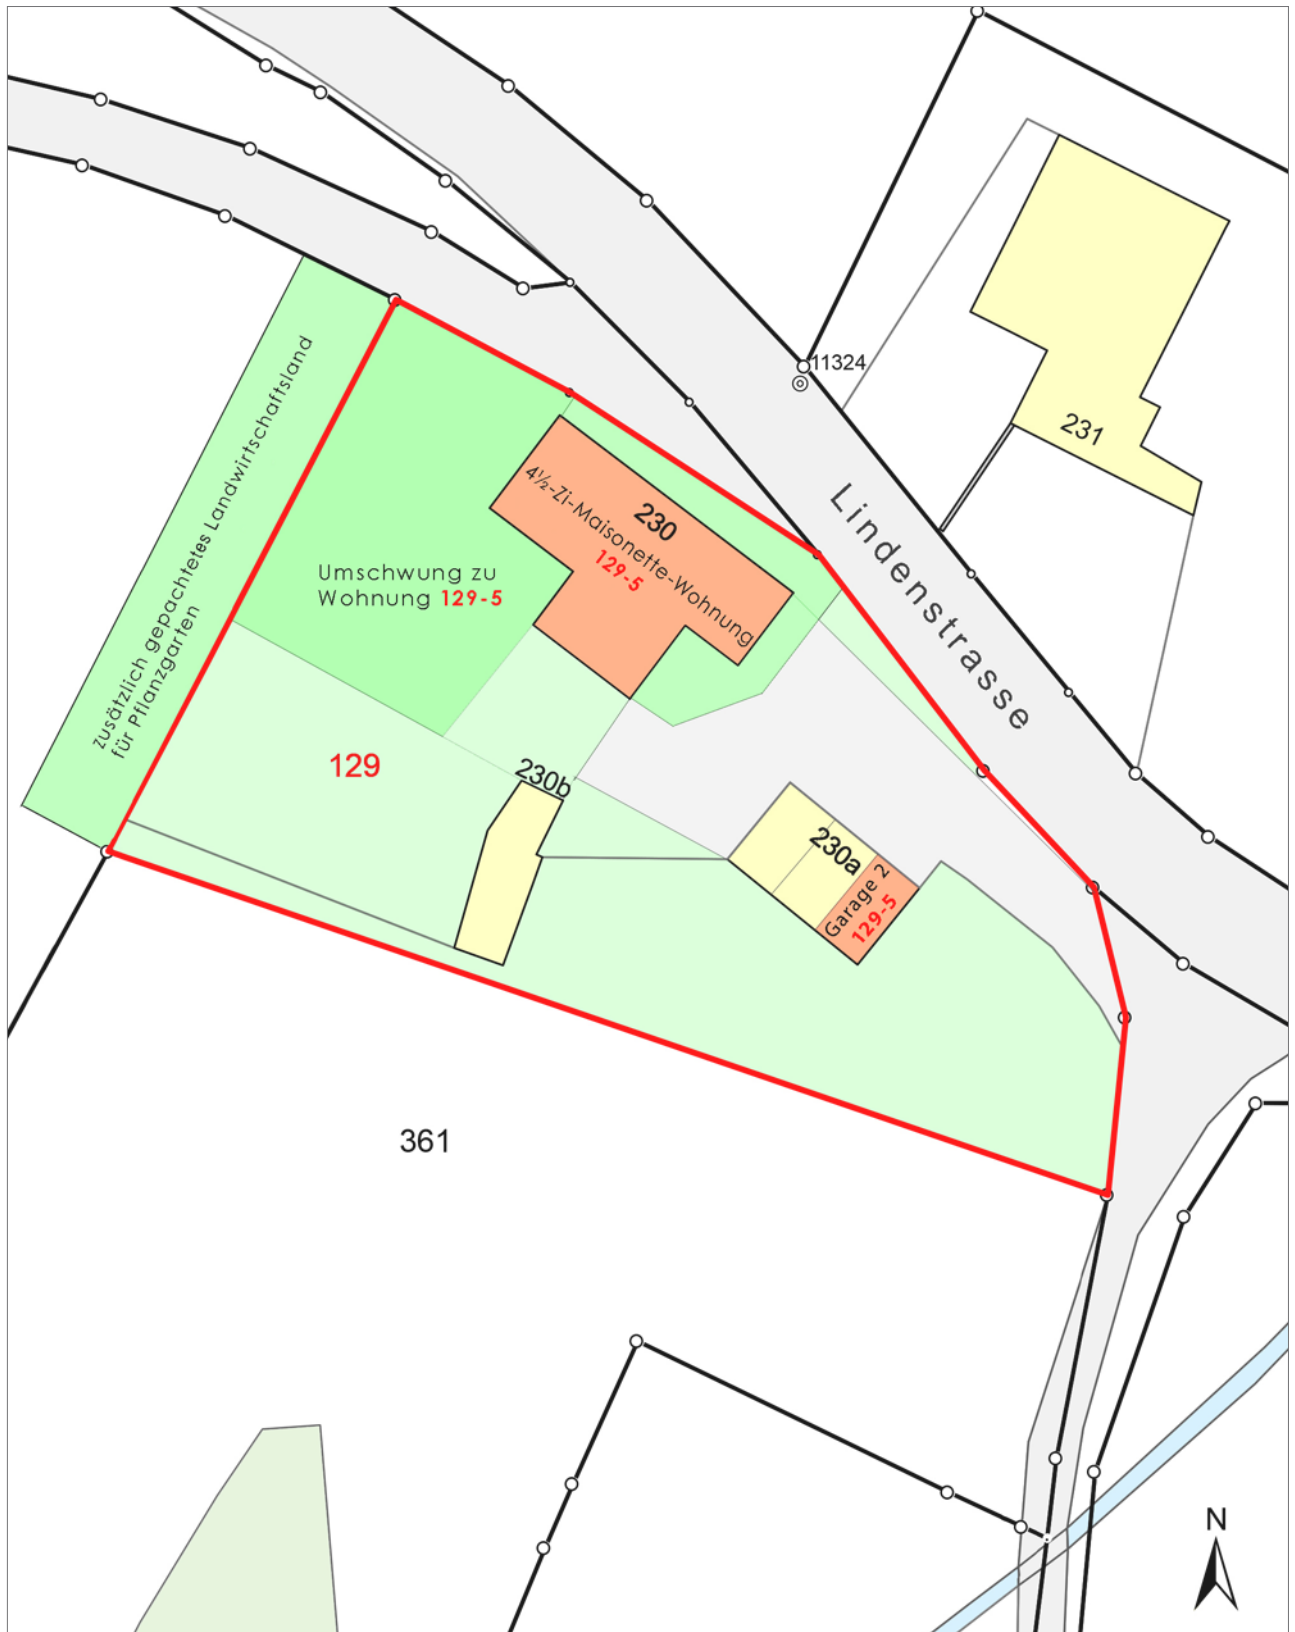 11324
231
Lindenstrasse
230
4½-Zi-Maisonette-Wohnung
129-5
Umschwung zu
Wohnung 129-5
zusätzlich gepachtetes Landwirtschaftsland
für Pflanzgarten
129
230b
230a
Garage 2
129-5
361
N